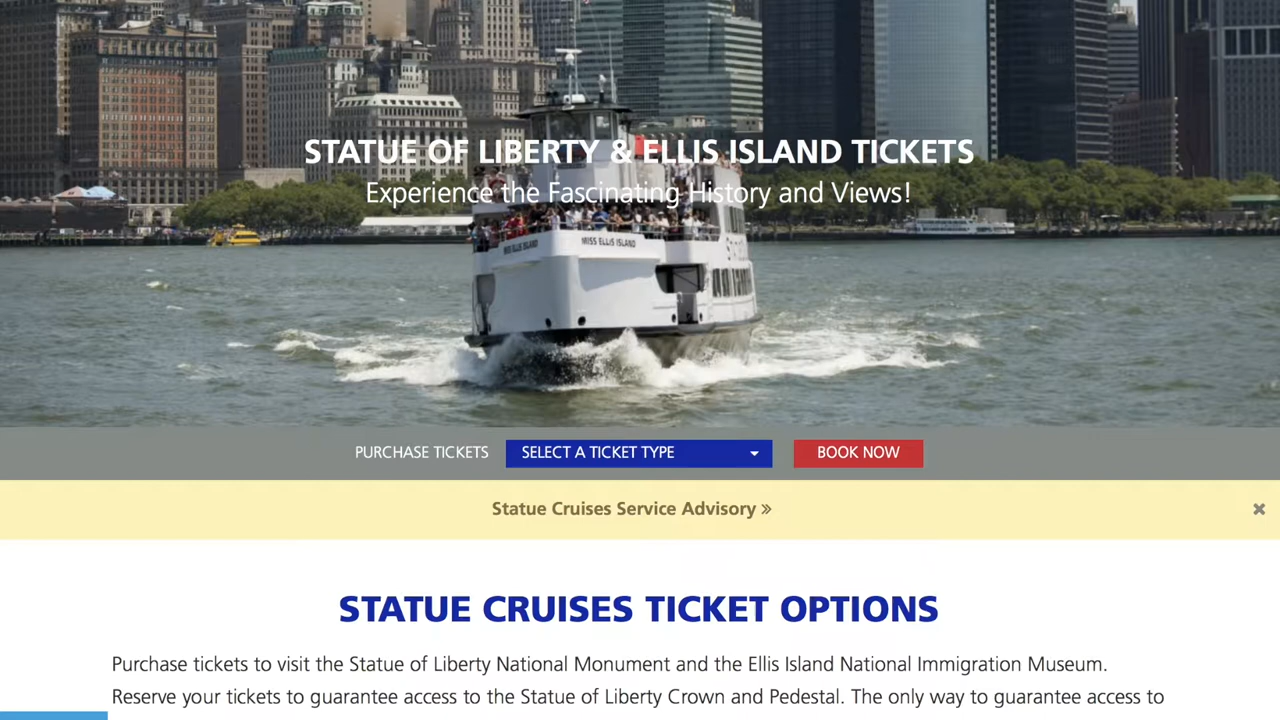 STATUE OF LIBERTY & ELLIS ISLAND TICKETS
Experience the Fascinating History and Views!
MISS ELLIS ISLAND
MISS ELLIS ISLAND
PURCHASE TICKETS
SELECT A TICKET TYPE
BOOK NOW
Statue Cruises Service Advisory »
STATUE CRUISES TICKET OPTIONS
Purchase tickets to visit the Statue of Liberty National Monument and the Ellis Island National Immigration Museum.
Reserve your tickets to guarantee access to the Statue of Liberty Crown and Pedestal. The only way to guarantee access to